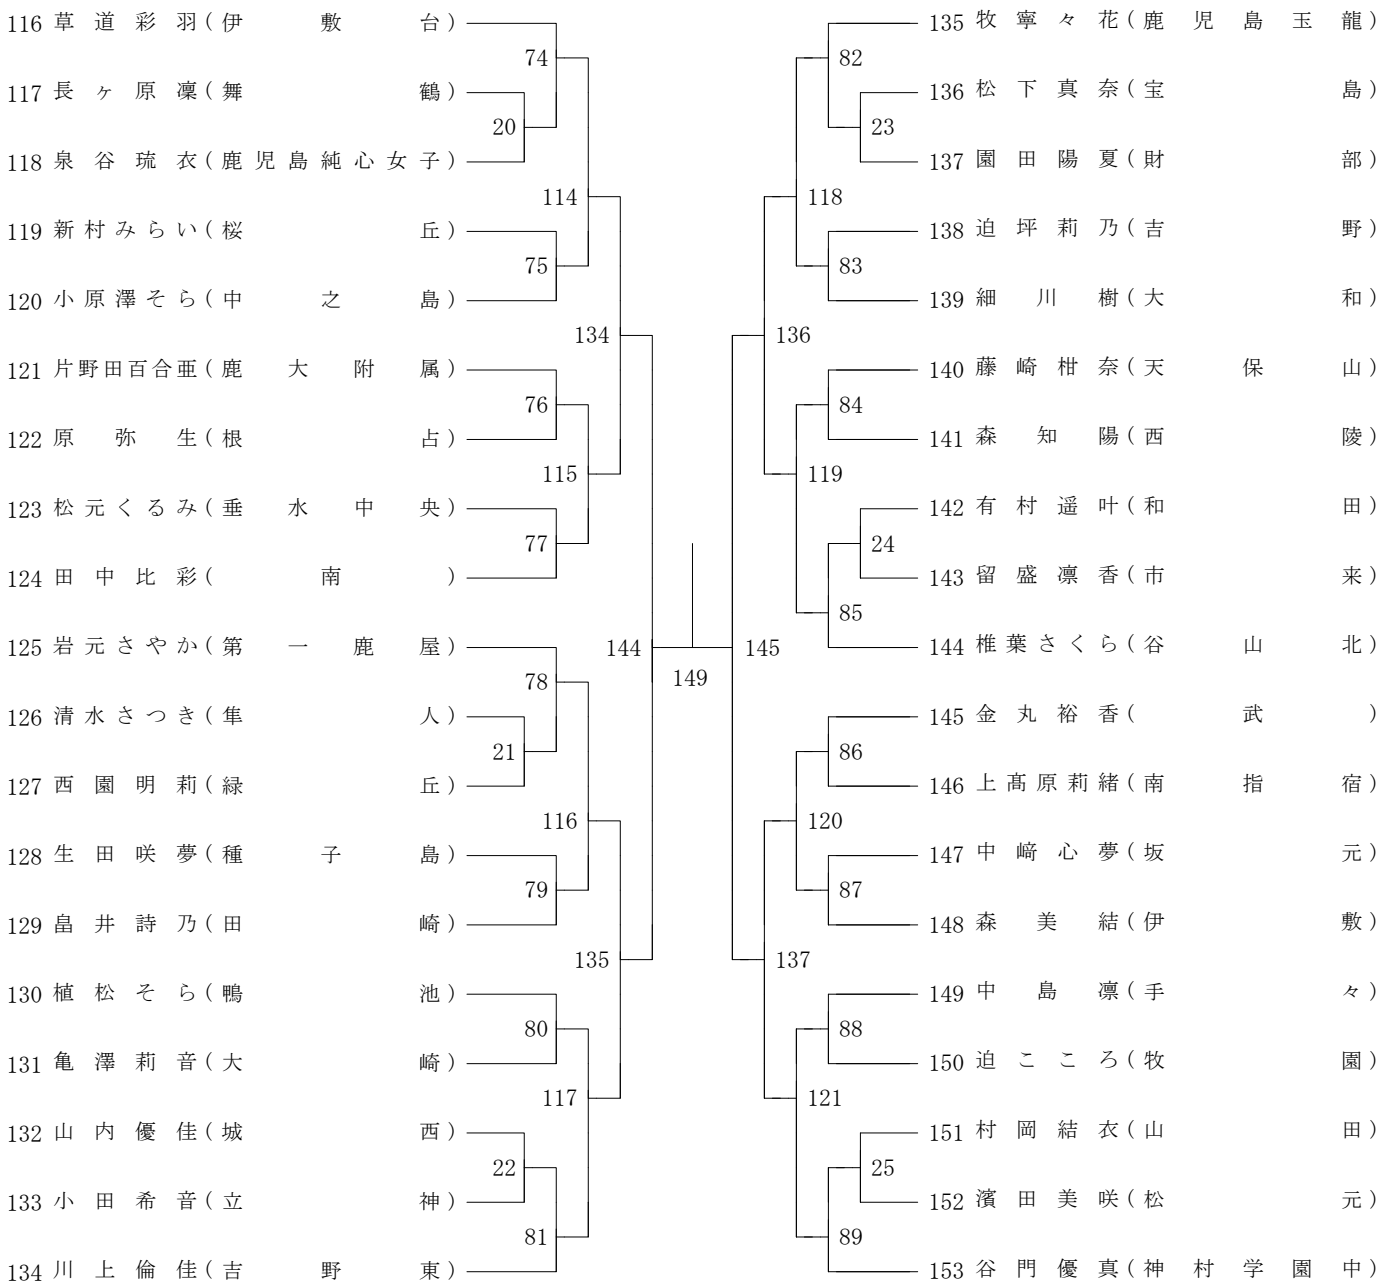 116 草道彩羽(伊敷台)
74
117 長ヶ原凜(舞鶴)
20
118 泉谷琉衣(鹿児島純心女子)
114
119 新村みらい(桜丘)
75
120 小原澤そら(中之島)
134
121 片野田百合亜(鹿大附属)
76
122 原弥生(根占)
115
123 松元くるみ(垂水中央)
77
124 田中比彩(南)
125 岩元さやか(第一鹿屋)
144
78
126 清水さつき(隼人)
21
127 西園明莉(緑丘)
116
128 生田咲夢(種子島)
79
129 畠井詩乃(田崎)
135
130 植松そら(鴨池)
80
131 亀澤莉音(大崎)
117
132 山内優佳(城西)
22
133 小田希音(立神)
81
134 川上倫佳(吉野東)
149
135 牧寧々花(鹿児島玉龍)
82
136 松下真奈(宝島)
23
137 園田陽夏(財部)
118
138 迫坪莉乃(吉野)
83
139 細川樹(大和)
136
140 藤崎柑奈(天保山)
84
141 森知陽(西陵)
119
142 有村遥叶(和田)
24
143 留盛凛香(市来)
85
144 椎葉さくら(谷山北)
145
145 金丸裕香(武)
86
146 上髙原莉緒(南指宿)
120
147 中﨑心夢(坂元)
87
148 森美結(伊敷)
137
149 中島凛(手々)
88
150 迫こころ(牧園)
121
151 村岡結衣(山田)
25
152 濱田美咲(松元)
89
153 谷門優真(神村学園中)